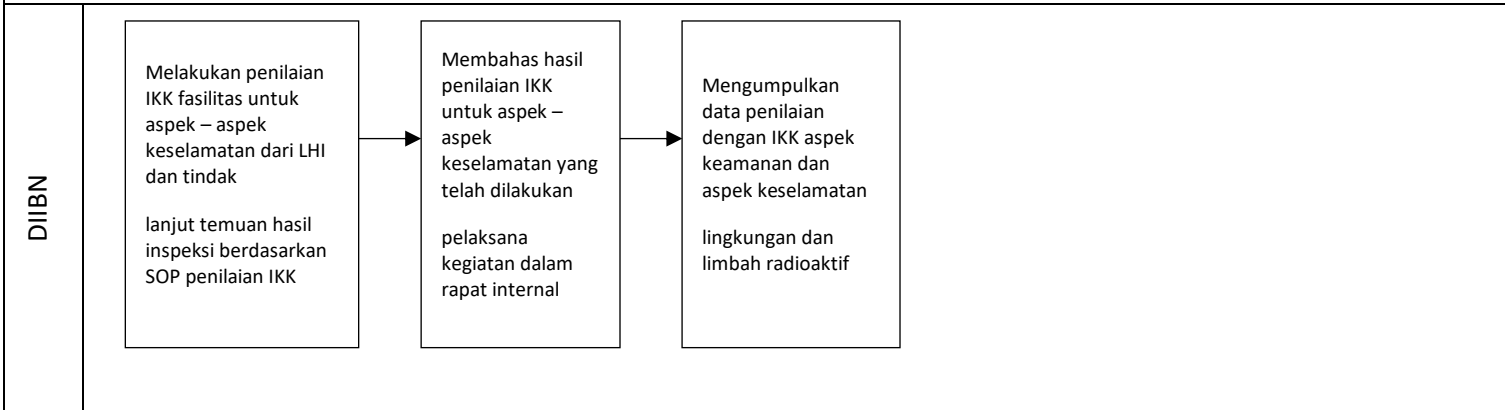 DIIBN
Melakukan penilaian
IKK fasilitas untuk
aspek – aspek
keselamatan dari LHI
dan tindak
lanjut temuan hasil
inspeksi berdasarkan
SOP penilaian IKK
Membahas hasil
penilaian IKK
untuk aspek –
aspek
keselamatan yang
telah dilakukan
pelaksana
kegiatan dalam
rapat internal
Mengumpulkan
data penilaian
dengan IKK aspek
keamanan dan
aspek keselamatan
lingkungan dan
limbah radioaktif